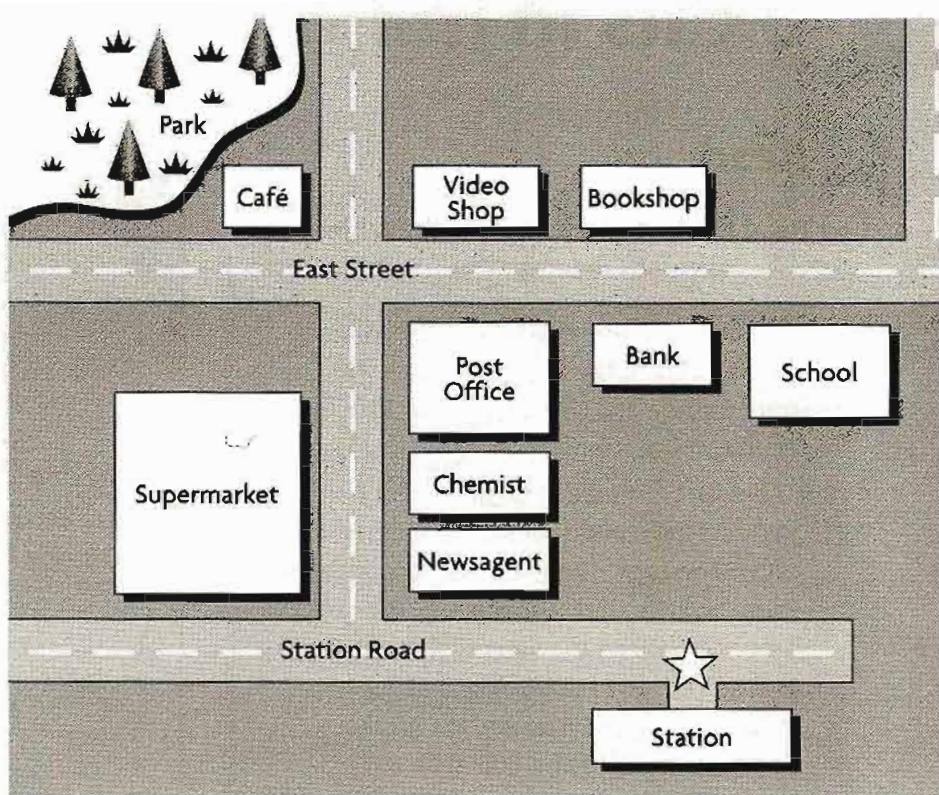 Park
Café
Video
Shop
Bookshop
East Street
Post
Office
Bank
School
Supermarket
Chemist
Newsagent
Station Road
Station